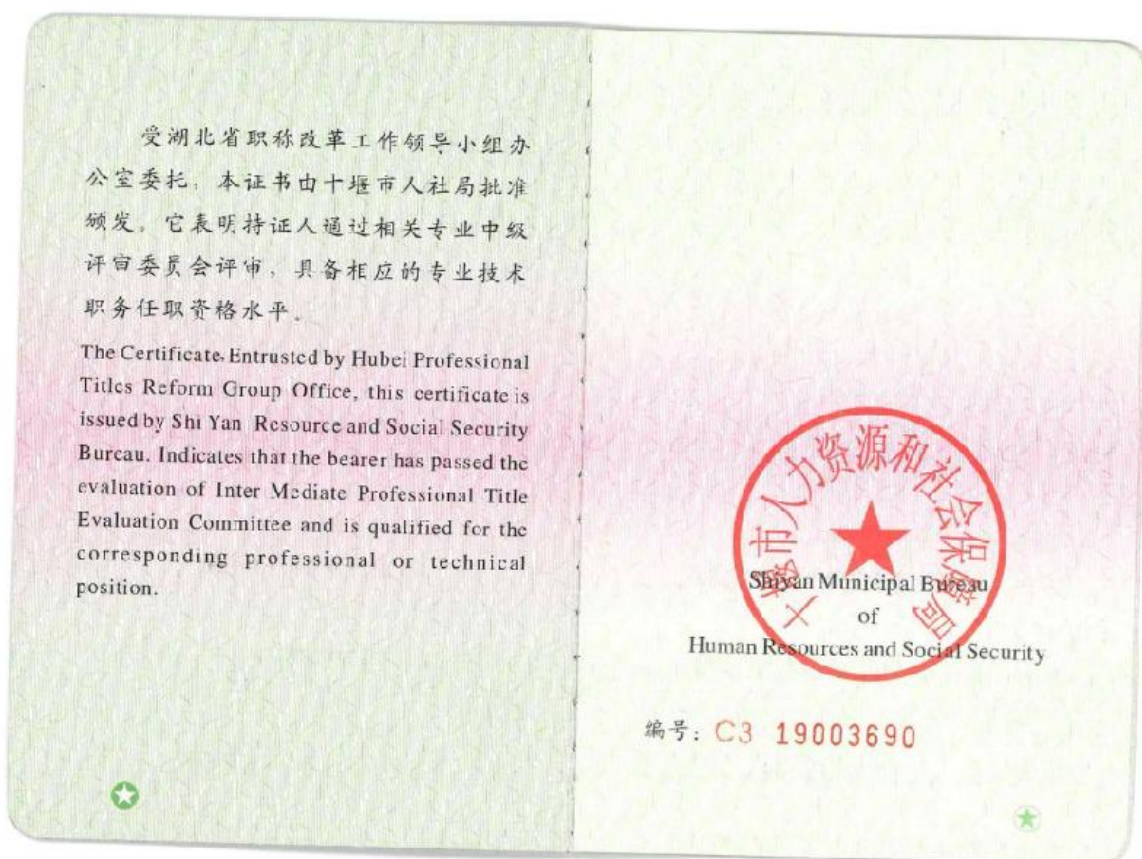 受湖北省职称改革工作领导小组办
公室委托，本证书由十堰市人社局批准
颁发。它表明持证人通过相关专业中级
评审委员会评审，具备相应的专业技术
职务任职资格水平。
The Certificate Entrusted by Hubei Professional
Titles Reform Group Office, this certificate is
issued by Shi Yan Resource and Social Security
Bureau. Indicates that the bearer has passed the
evaluation of Inter Mediate Professional Title
Evaluation Committee and is qualified for the
corresponding professional or technical
position.
十堰市人力资源和社会保障局
Shiyan Municipal Bureau
of
Human Resources and Social Security
编号：C3 19003690